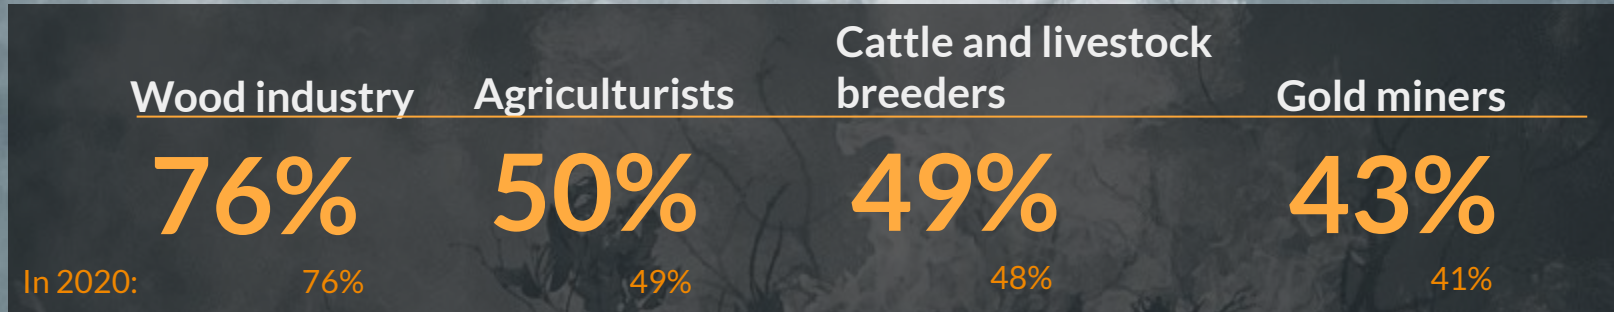 Wood industry
Agriculturists
Cattle and livestock
breeders
Gold miners
76%
50%
49%
43%
In 2020:
76%
49%
48%
41%